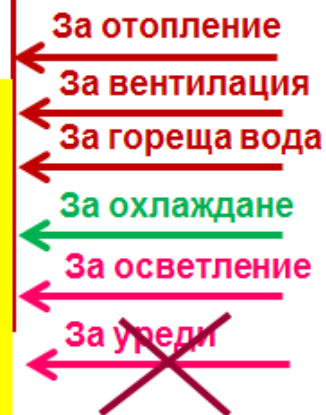 За отопление
За вентилация
За гореща вода
За охлаждане
За осветление
За уреди